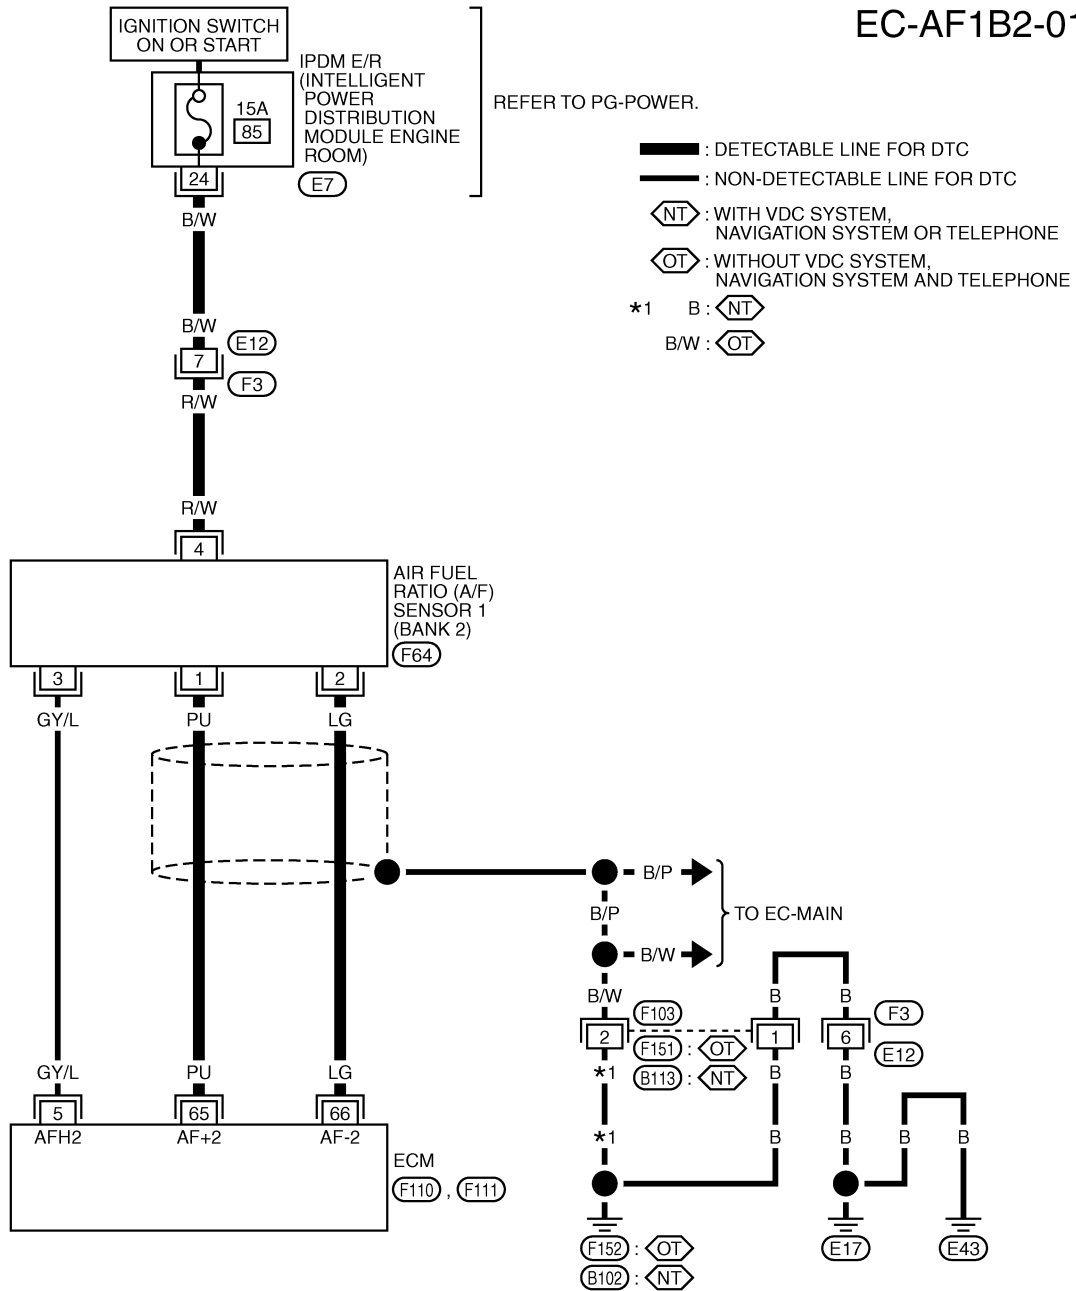 EC-AF1B2-01
IGNITION SWITCH
ON OR START
IPDM E/R
(INTELLIGENT
POWER
DISTRIBUTION
MODULE ENGINE
ROOM)
E7
15A
85
24
REFER TO PG-POWER.
: DETECTABLE LINE FOR DTC
: NON-DETECTABLE LINE FOR DTC
NT : WITH VDC SYSTEM,
NAVIGATION SYSTEM OR TELEPHONE
OT : WITHOUT VDC SYSTEM,
NAVIGATION SYSTEM AND TELEPHONE
*1 B : NT
B/W : OT
B/W
B/W
E12
7
F3
R/W
R/W
4
AIR FUEL
RATIO (A/F)
SENSOR 1
(BANK 2)
F64
3 1 2
GY/L PU LG
B/P
TO EC-MAIN
B/P
B/W
B/W B B
F103 F3
2 1 6
F151 : OT E12
B113 : NT
*1 B B
GY/L PU LG
5 65 66
AFH2 AF+2 AF-2
*1 B B B B
ECM
F110 , F111
F152 : OT E17 E43
B102 : NT